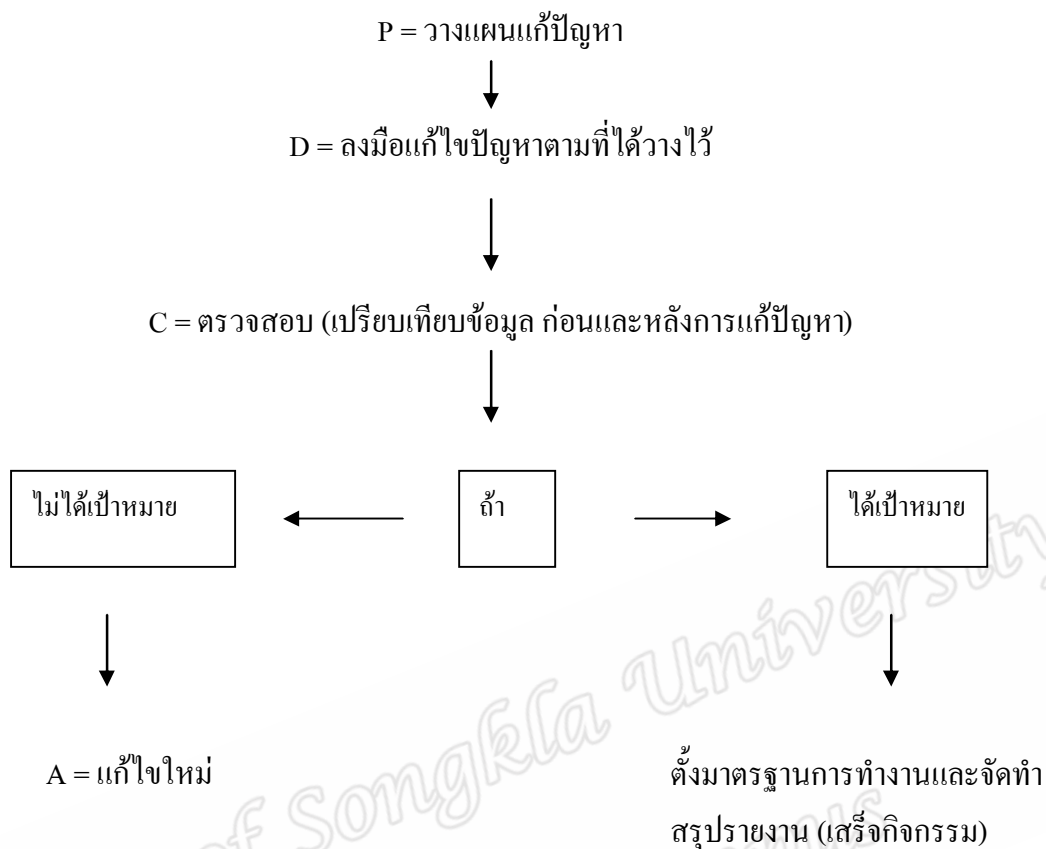 P = วางแผนแก้ปัญหา
D = ลงมือแก้ไขปัญหาตามที่ได้วางไว้
C = ตรวจสอบ (เปรียบเทียบข้อมูล ก่อนและหลังการแก้ปัญหา)
ไม่ได้เป้าหมาย
ถ้า
ได้เป้าหมาย
A = แก้ไขใหม่
ตั้งมาตรฐานการทำงานและจัดทำ
สรุปรายงาน (เสร็จกิจกรรม)
of Songkla University